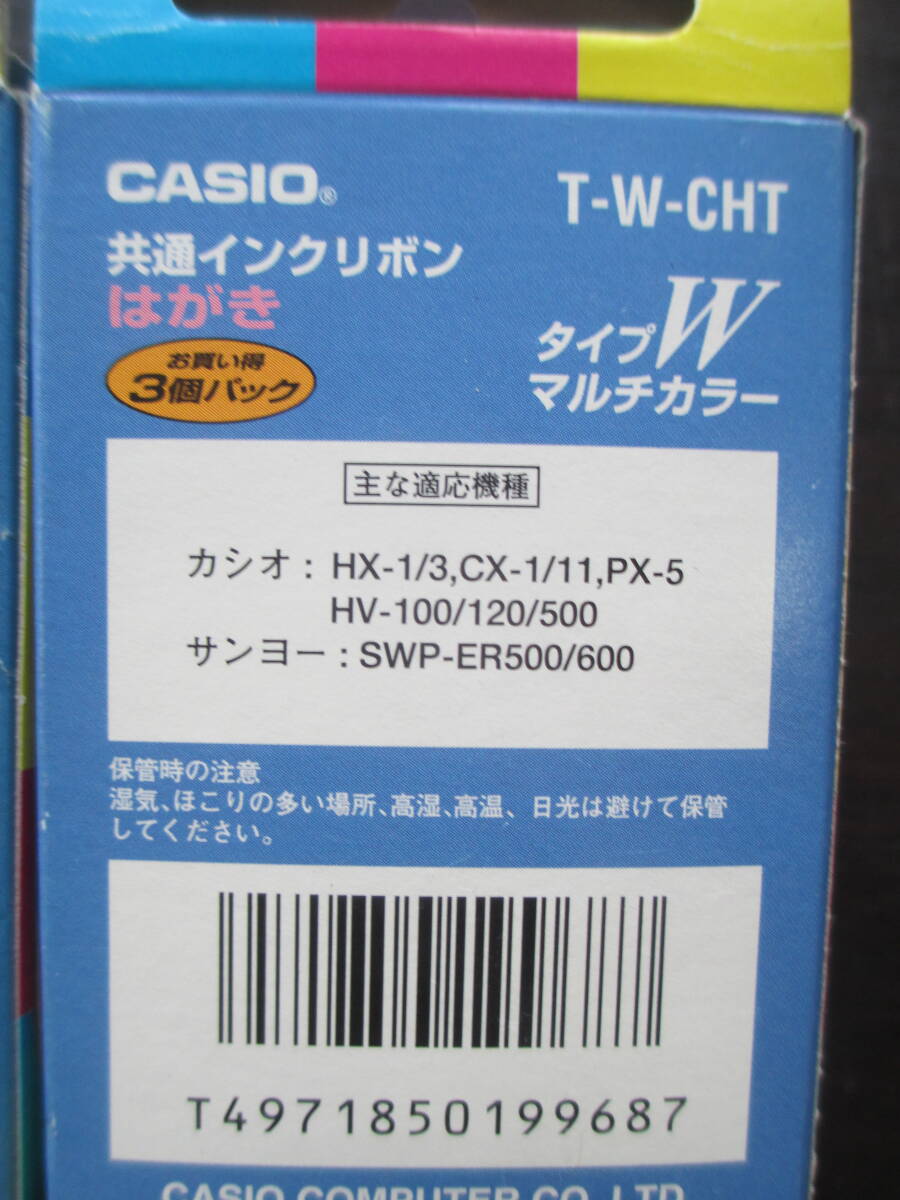 CASIO®
T-W-CHT
共通インクリボン
はがき
お買い得
3個パック
タイプW
マルチカラー
主な適応機種
カシオ：HX-1/3,CX-1/11,PX-5
HV-100/120/500
サンヨー：SWP-ER500/600
保管時の注意
湿気、ほこりの多い場所、高湿、高温、日光は避けて保管
してください。
T4971850199687
CASIO COMPUTER CO., LTD.